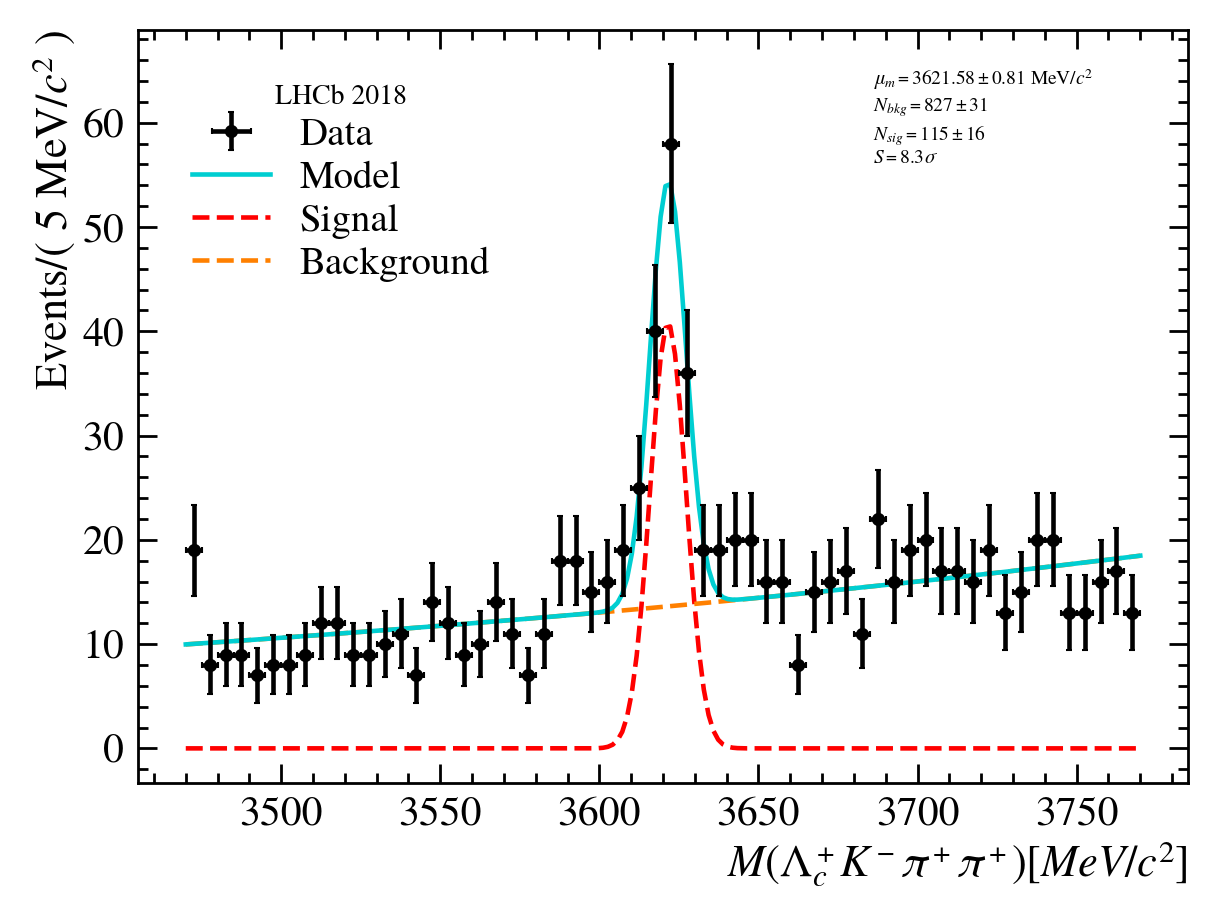 Events/( 5 MeV/c² )
60
50
40
30
20
10
0
LHCb 2018
Data
Model
Signal
Background
μₘ = 3621.58 ± 0.81 MeV/c²
N_bkg = 827 ± 31
N_sig = 115 ± 16
S = 8.3σ
3500 3550 3600 3650 3700 3750
M(Λ_c⁺K⁻π⁺π⁺)[MeV/c²]